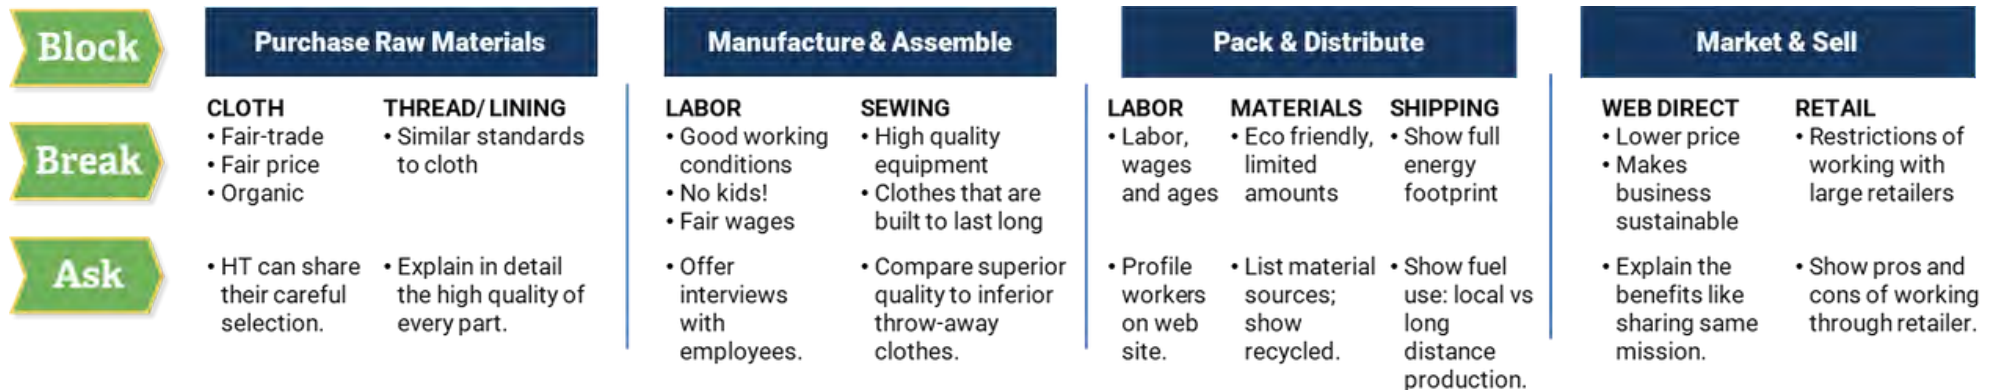 Block
Purchase Raw Materials
Manufacture & Assemble
Pack & Distribute
Market & Sell
Break
CLOTH
• Fair-trade
• Fair price
• Organic
THREAD/ LINING
• Similar standards
to cloth
LABOR
• Good working
conditions
• No kids!
• Fair wages
SEWING
• High quality
equipment
• Clothes that are
built to last long
LABOR
• Labor,
wages
and ages
MATERIALS
• Eco friendly,
limited
amounts
SHIPPING
• Show full
energy
footprint
WEB DIRECT
• Lower price
• Makes
business
sustainable
RETAIL
• Restrictions of
working with
large retailers
Ask
• HT can share
their careful
selection.
• Explain in detail
the high quality of
every part.
• Offer
interviews
with
employees.
• Compare superior
quality to inferior
throw-away
clothes.
• Profile
workers
on web
site.
• List material
sources;
show
recycled.
• Show fuel
use: local vs
long
distance
production.
• Explain the
benefits like
sharing same
mission.
• Show pros and
cons of working
through retailer.